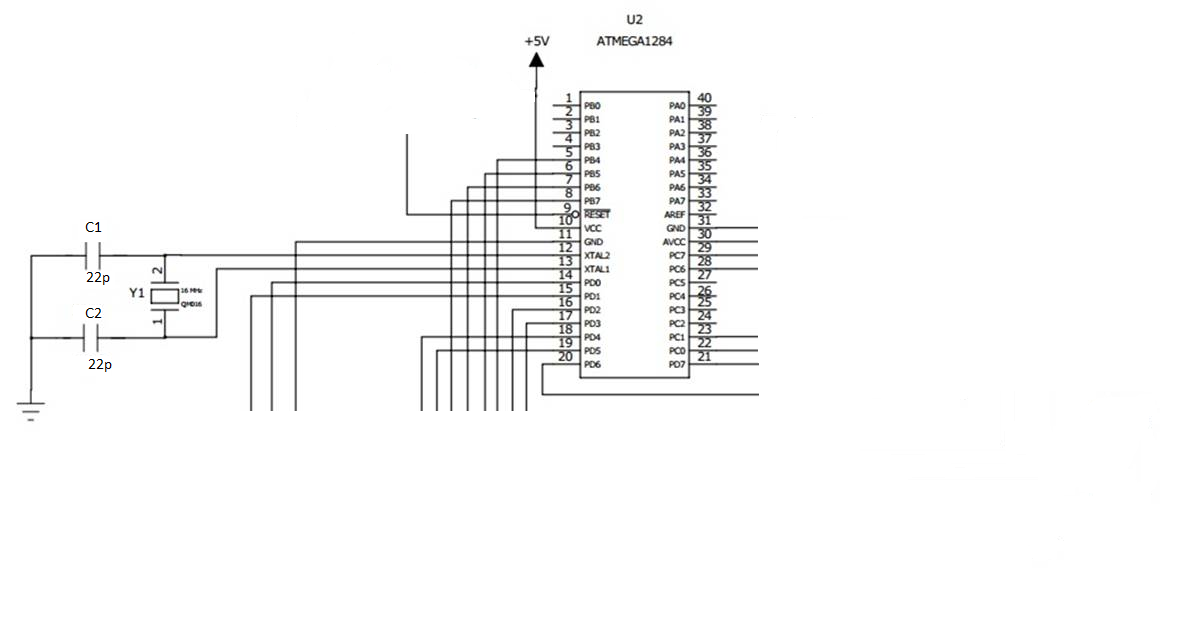 U2
ATMEGA1284
+5V
1 PB0 PA0 40
2 PB1 PA1 39
3 PB2 PA2 38
4 PB3 PA3 37
5 PB4 PA4 36
6 PB5 PA5 35
7 PB6 PA6 34
8 PB7 PA7 33
9 RESET AREF 32
10 VCC GND 31
11 GND AVCC 30
12 XTAL2 PC7 29
13 XTAL1 PC6 28
14 PD0 PC5 27
15 PD1 PC4 26
16 PD2 PC3 25
17 PD3 PC2 24
18 PD4 PC1 23
19 PD5 PC0 22
20 PD6 PD7 21
C1
22p
2
Y1
16 MHz
QM016
1
C2
22p